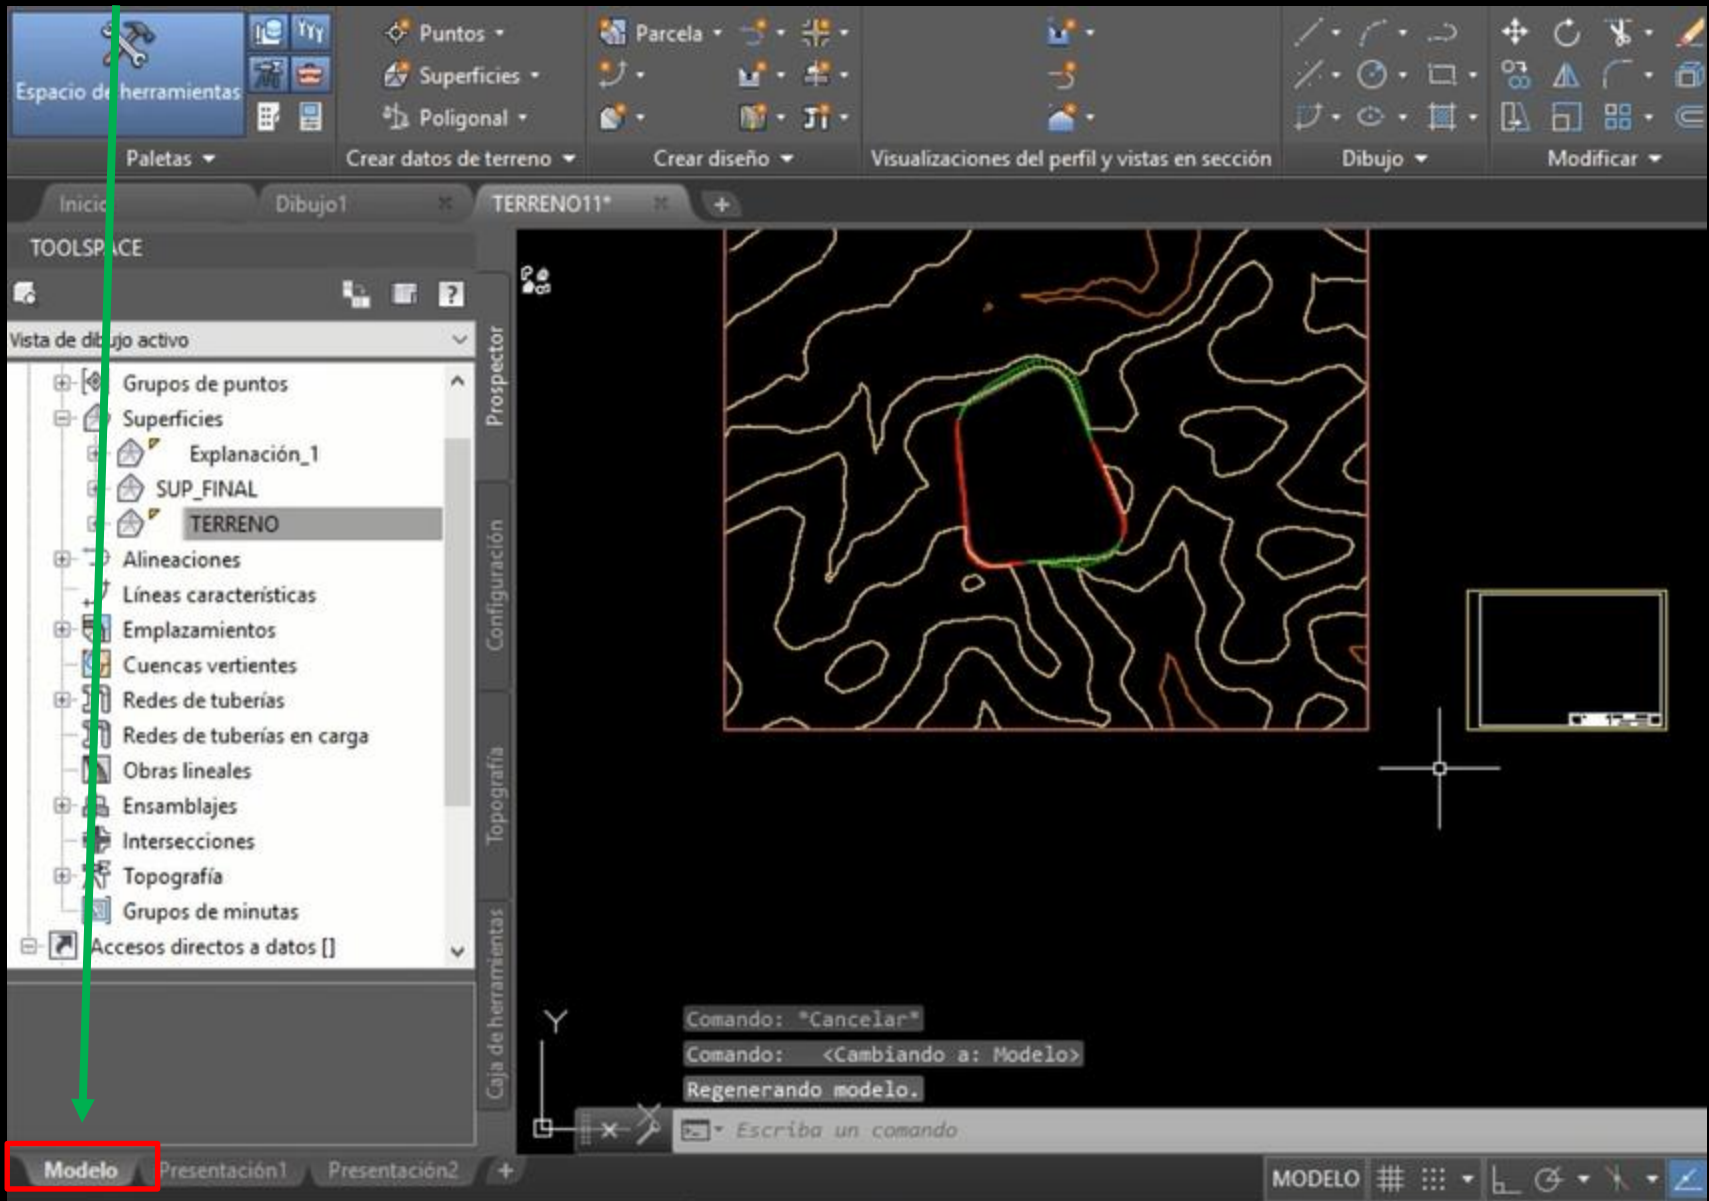 Espacio de herramientas
Puntos
Superficies
Poligonal
Parcela
Paletas
Crear datos de terreno
Crear diseño
Visualizaciones del perfil y vistas en sección
Dibujo
Modificar
Inicio
Dibujo1
TERRENO11*
TOOLSPACE
Vista de dibujo activo
Grupos de puntos
Superficies
Explanación_1
SUP_FINAL
TERRENO
Alineaciones
Líneas características
Emplazamientos
Cuencas vertientes
Redes de tuberías
Redes de tuberías en carga
Obras lineales
Ensamblajes
Intersecciones
Topografía
Grupos de minutas
Accesos directos a datos []
Prospector
Configuración
Topografía
Caja de herramientas
Y
Comando: *Cancelar*
Comando: <Cambiando a: Modelo>
Regenerando modelo.
Escriba un comando
Modelo
Presentación1
Presentación2
+
MODELO